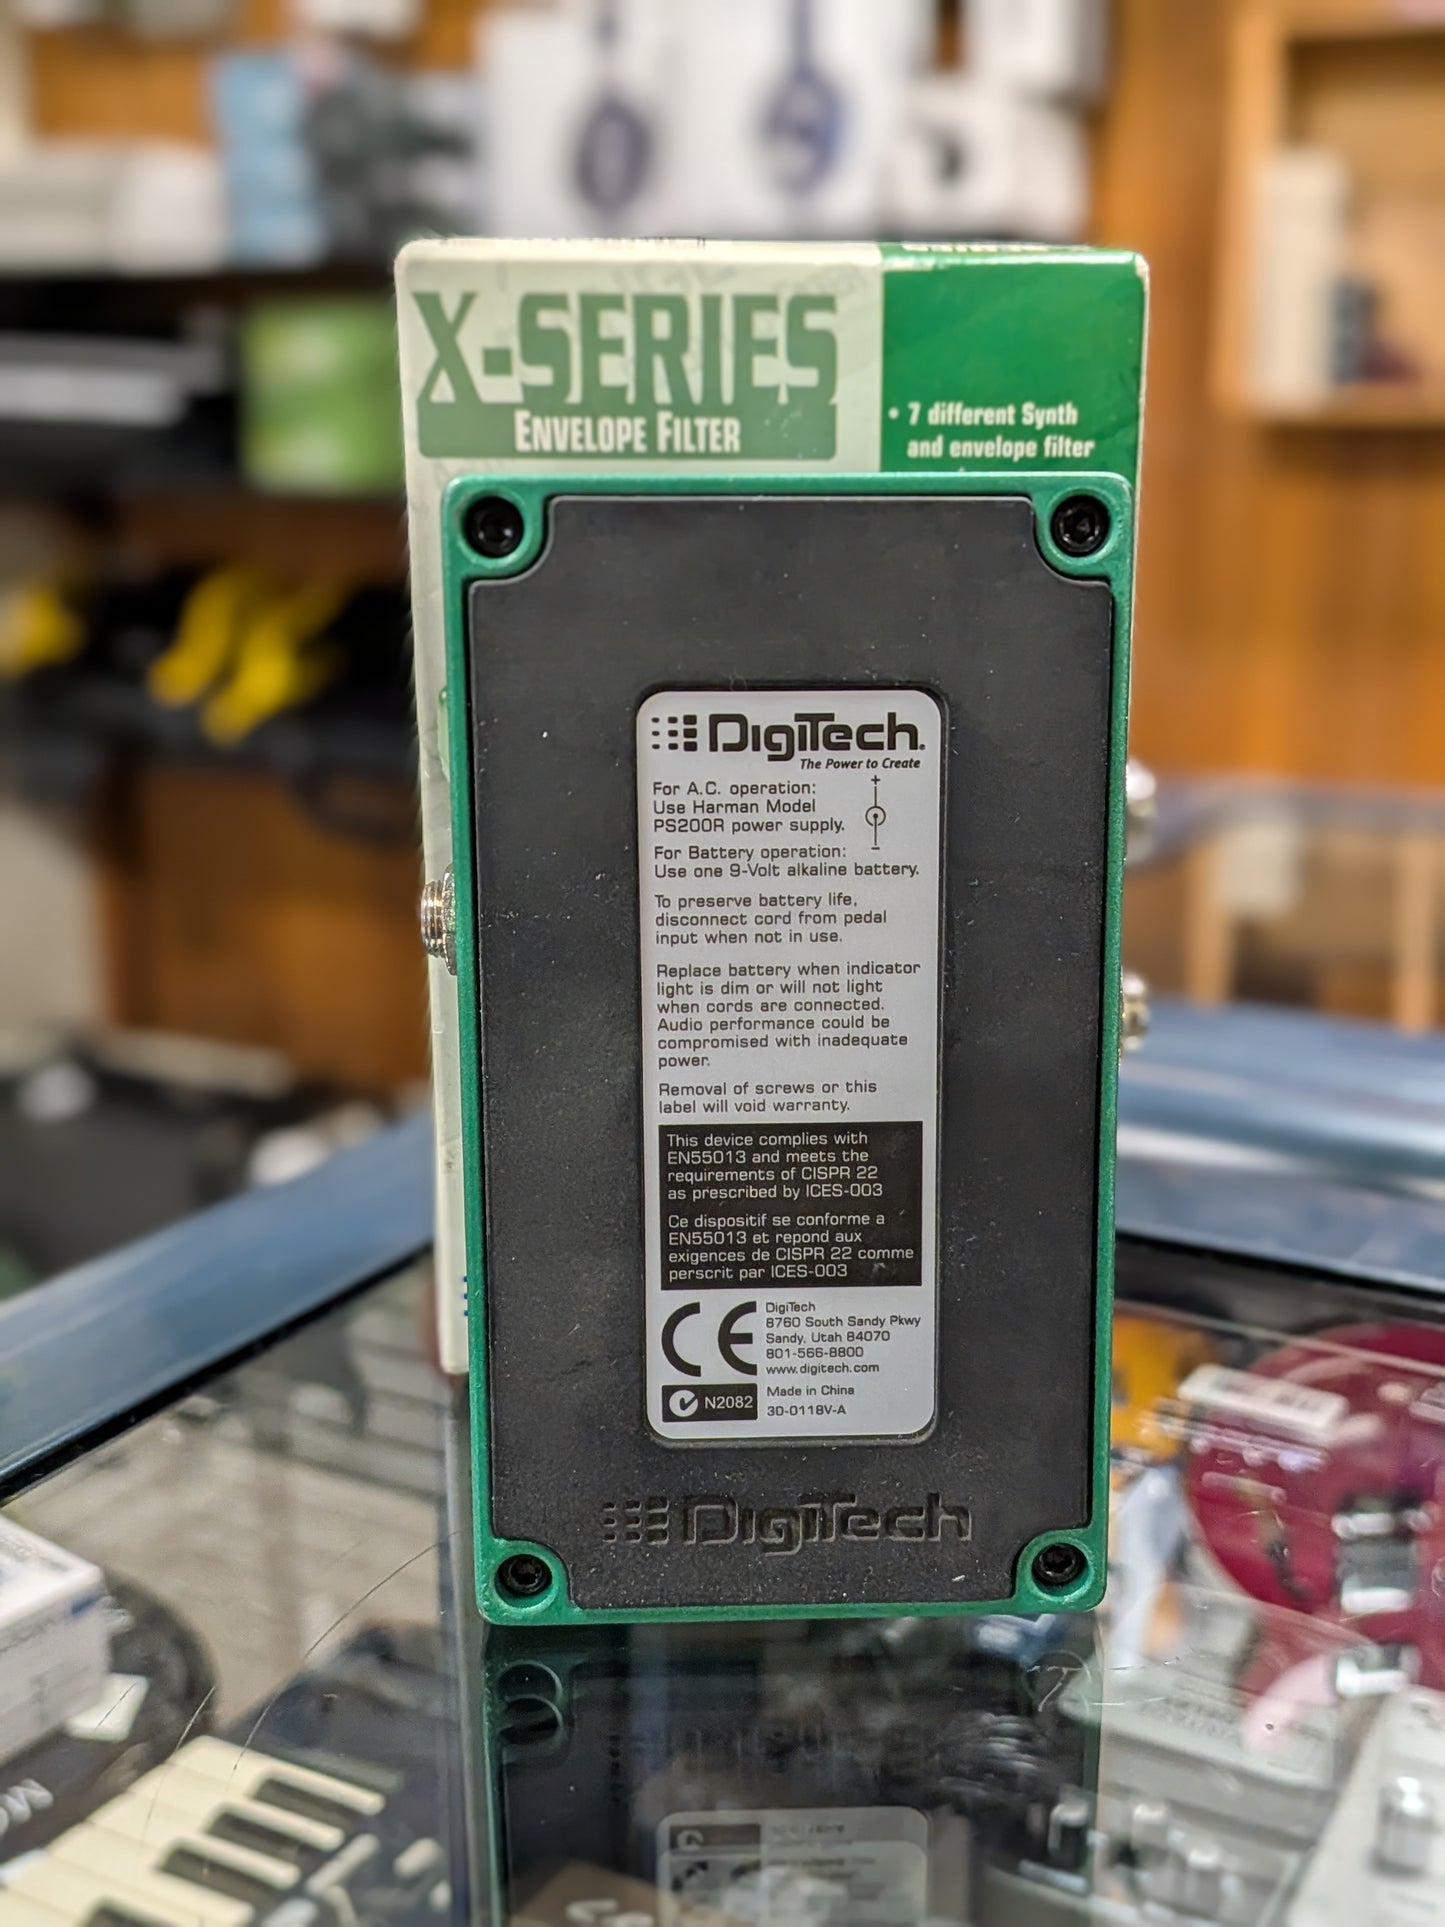 X-SERIES
ENVELOPE FILTER
• 7 different Synth
and envelope filter
DigiTech.
The Power to Create
For A.C. operation:
Use Harman Model
PS200R power supply.
+
-
For Battery operation:
Use one 9-Volt alkaline battery.
To preserve battery life,
disconnect cord from pedal
input when not in use.
Replace battery when indicator
light is dim or will not light
when cords are connected.
Audio performance could be
compromised with inadequate
power.
Removal of screws or this
label will void warranty.
This device complies with
EN55013 and meets the
requirements of CISPR 22
as prescribed by ICES-003
Ce dispositif se conforme a
EN55013 et repond aux
exigences de CISPR 22 comme
perscrit par ICES-003
CE
DigiTech
8760 South Sandy Pkwy
Sandy, Utah 84070
801-566-8800
www.digitech.com
N2082
Made in China
30-0118V-A
DigiTech